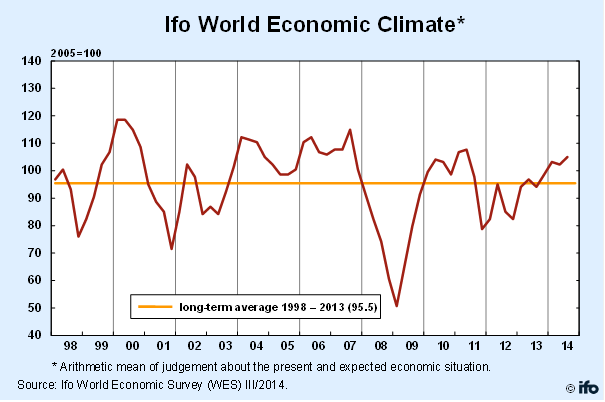 Ifo World Economic Climate*
2005=100
140
130
120
110
100
90
80
70
60
50
40
long-term average 1998 – 2013 (95.5)
98 99 00 01 02 03 04 05 06 07 08 09 10 11 12 13 14
* Arithmetic mean of judgement about the present and expected economic situation.
Source: Ifo World Economic Survey (WES) III/2014.
© ifo